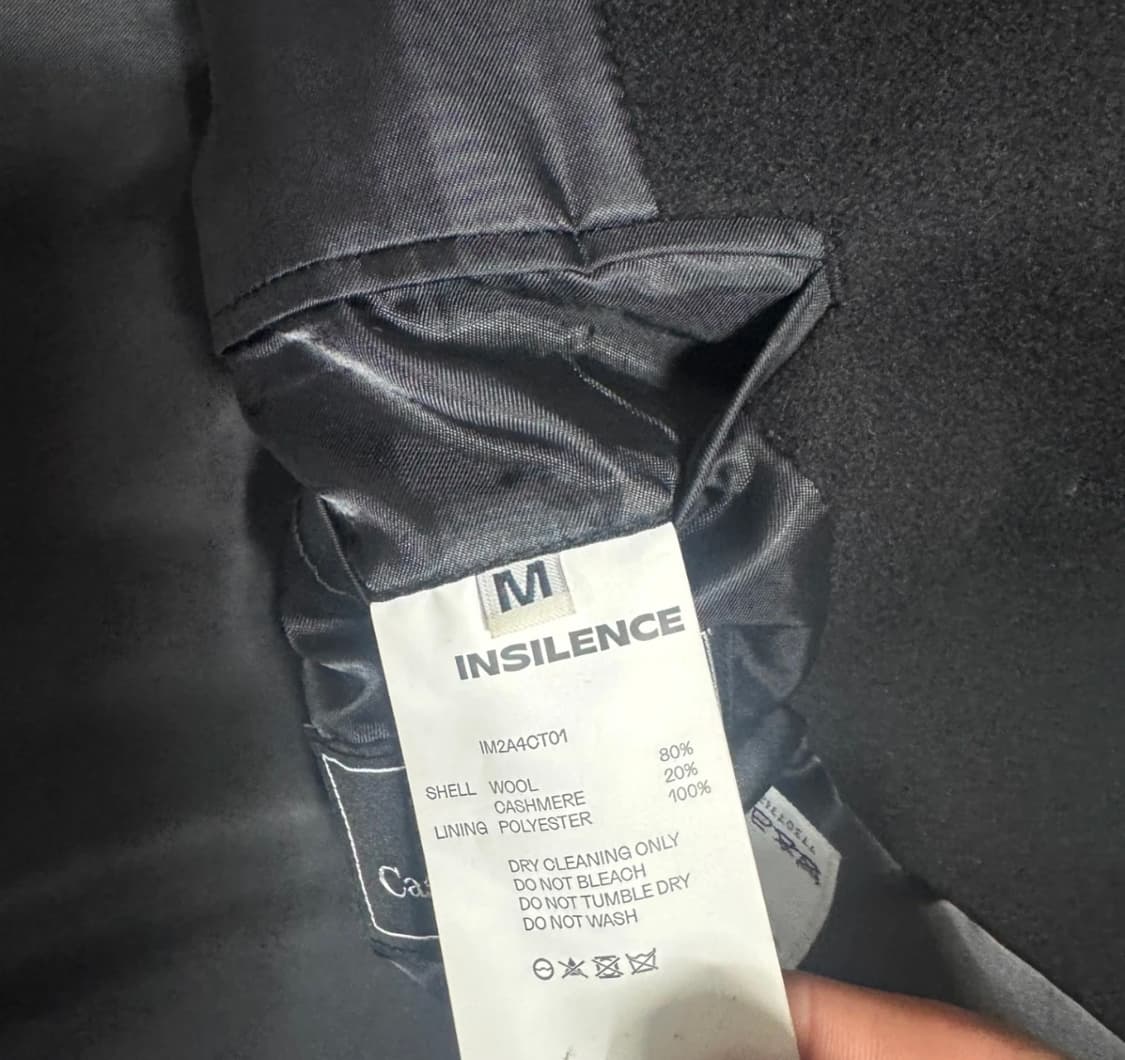 M
INSILENCE
IM2A4CT01
SHELL WOOL 80%
CASHMERE 20%
LINING POLYESTER 100%
DRY CLEANING ONLY
DO NOT BLEACH
DO NOT TUMBLE DRY
DO NOT WASH